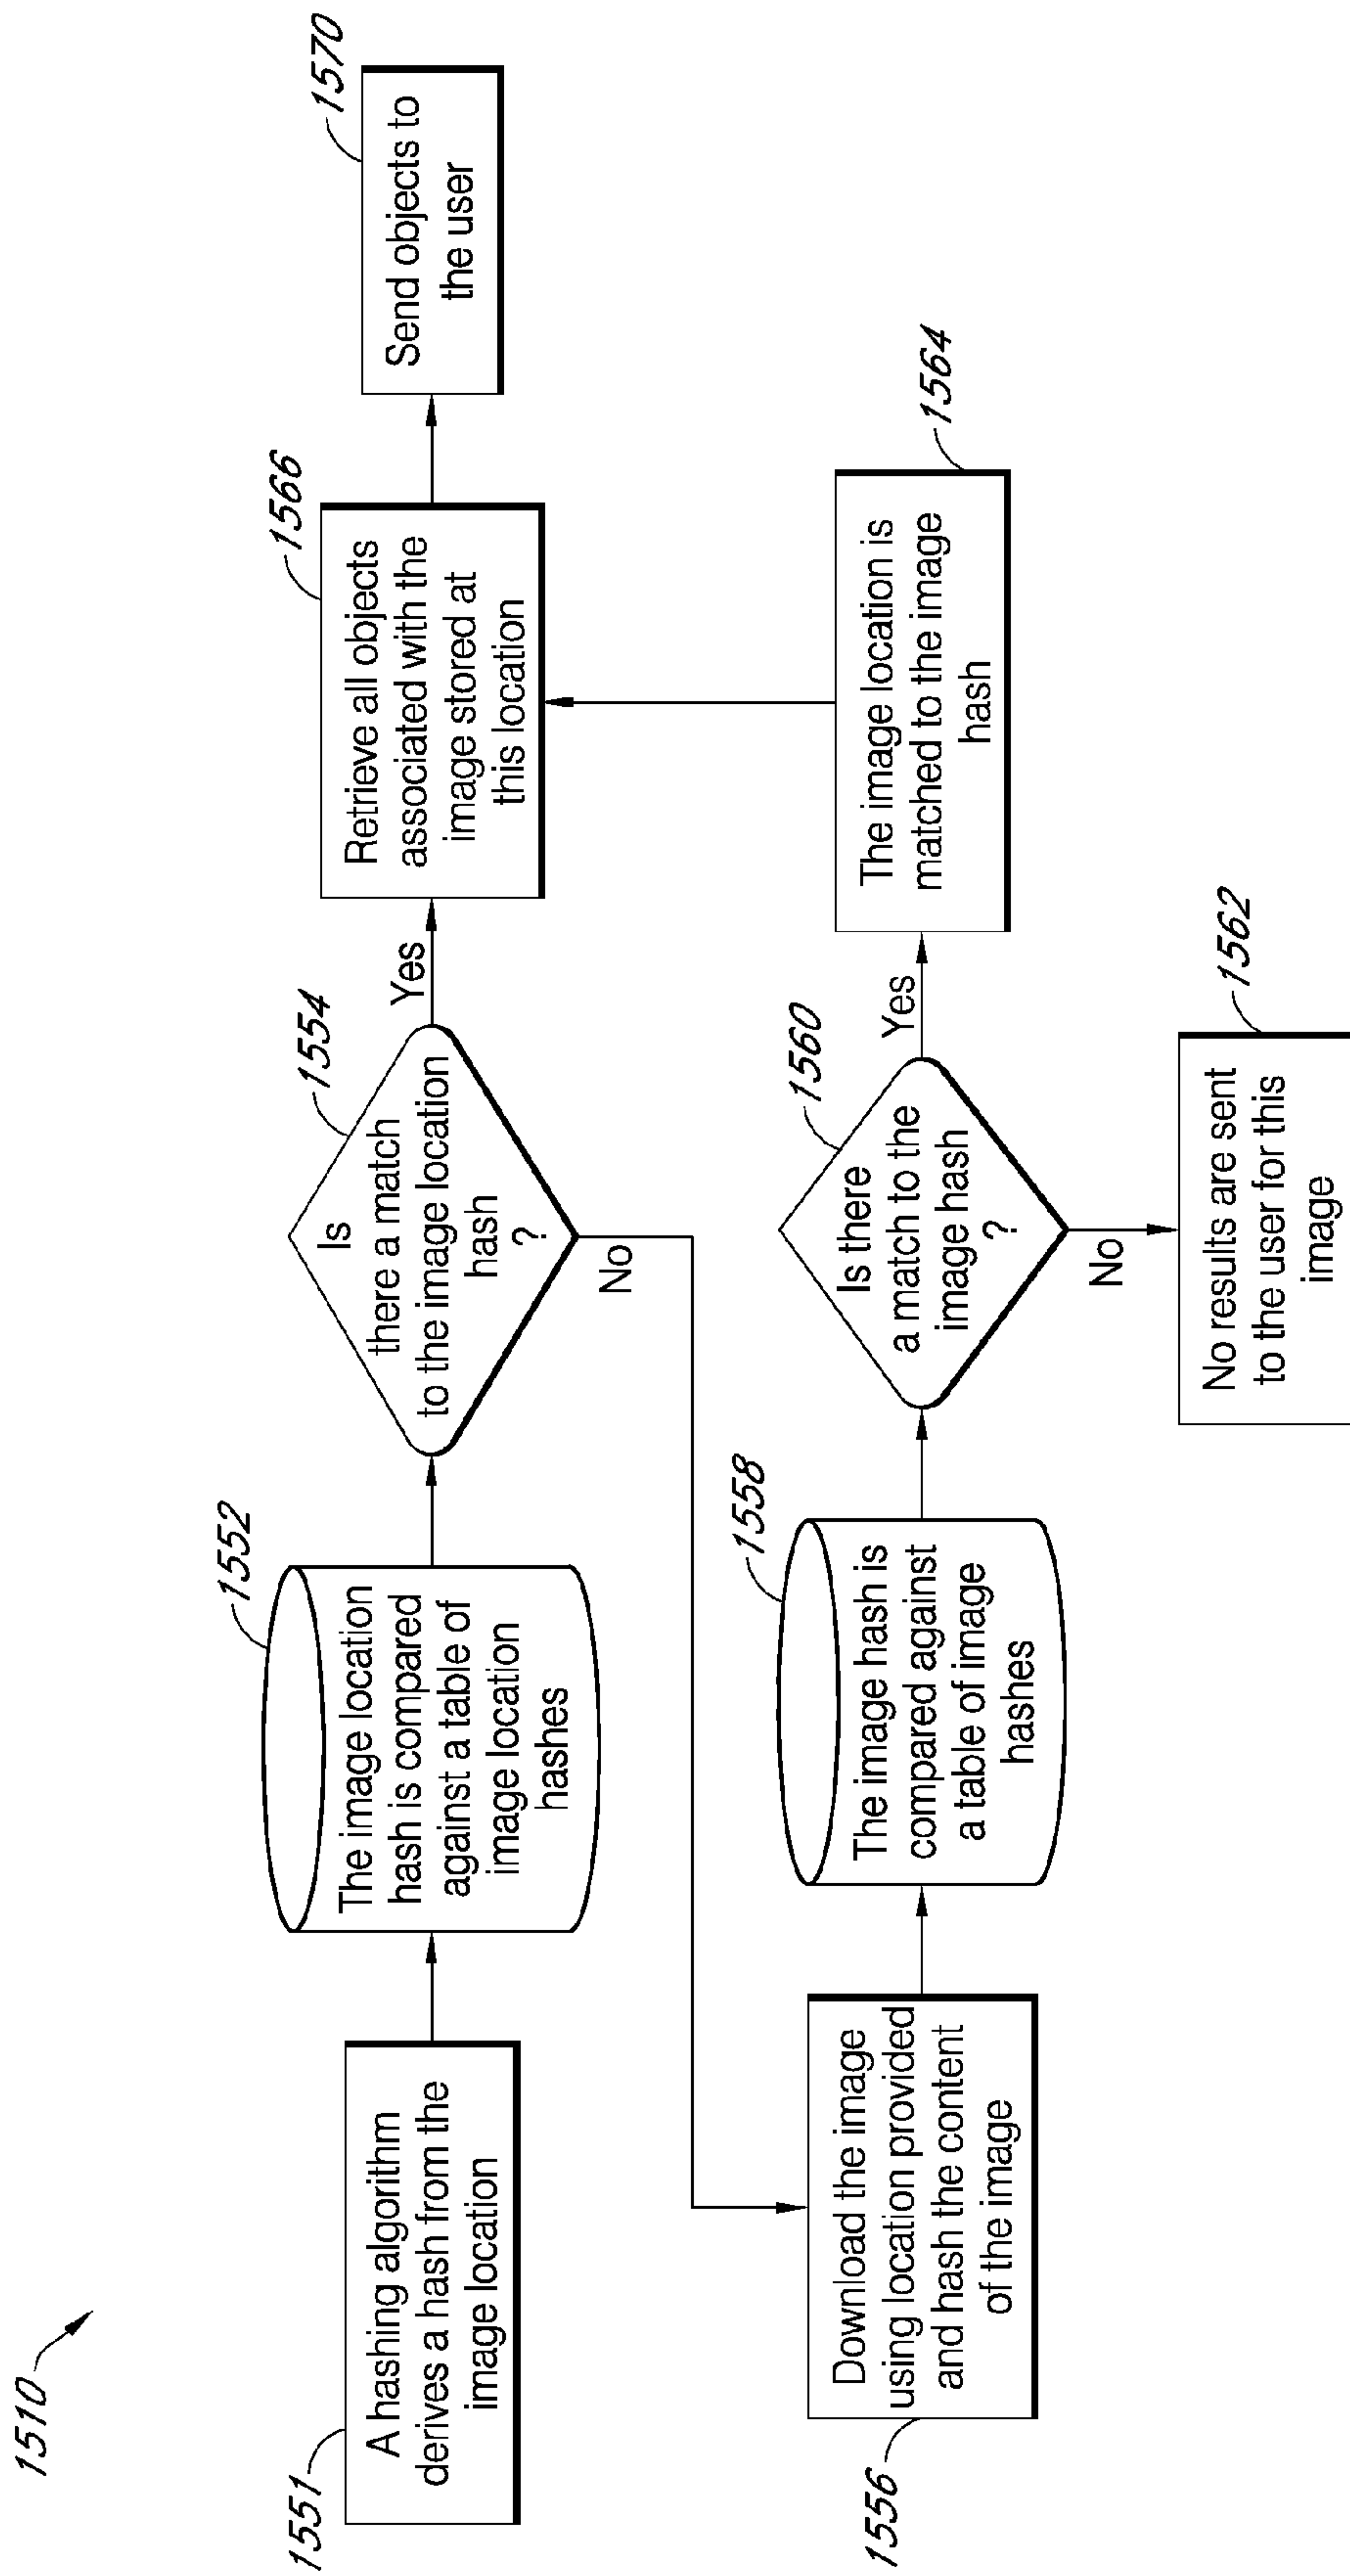 1510
1551
A hashing algorithm
derives a hash from the
image location
1552
The image location
hash is compared
against a table of
image location
hashes
1554
Is
there a match
to the image location
hash
?
Yes
No
1566
Retrieve all objects
associated with the
image stored at
this location
1570
Send objects to
the user
1556
Download the image
using location provided
and hash the content
of the image
1558
The image hash is
compared against
a table of image
hashes
1560
Is there
a match to the
image hash
?
Yes
No
1564
The image location is
matched to the image
hash
1562
No results are sent
to the user for this
image